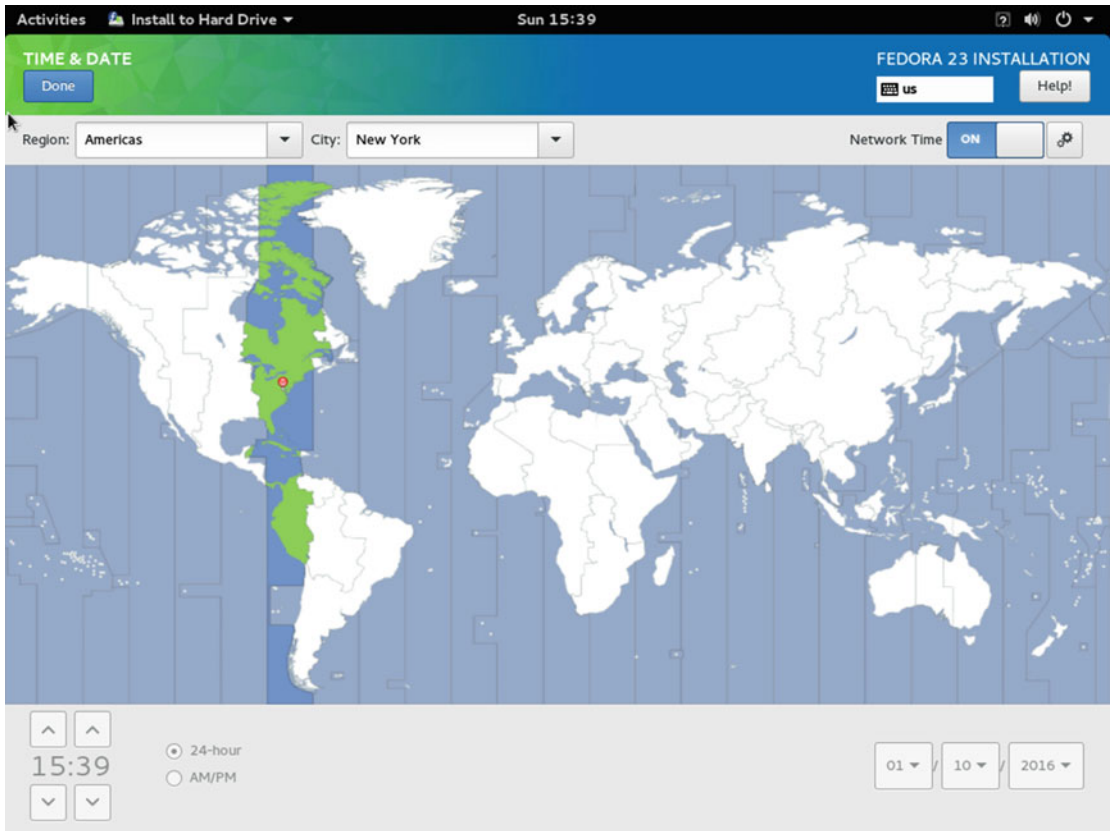 Activities Install to Hard Drive Sun 15:39
TIME & DATE FEDORA 23 INSTALLATION
Done us Help!
Region: Americas City: New York Network Time ON
24-hour
15:39
AM/PM
01 / 10 / 2016